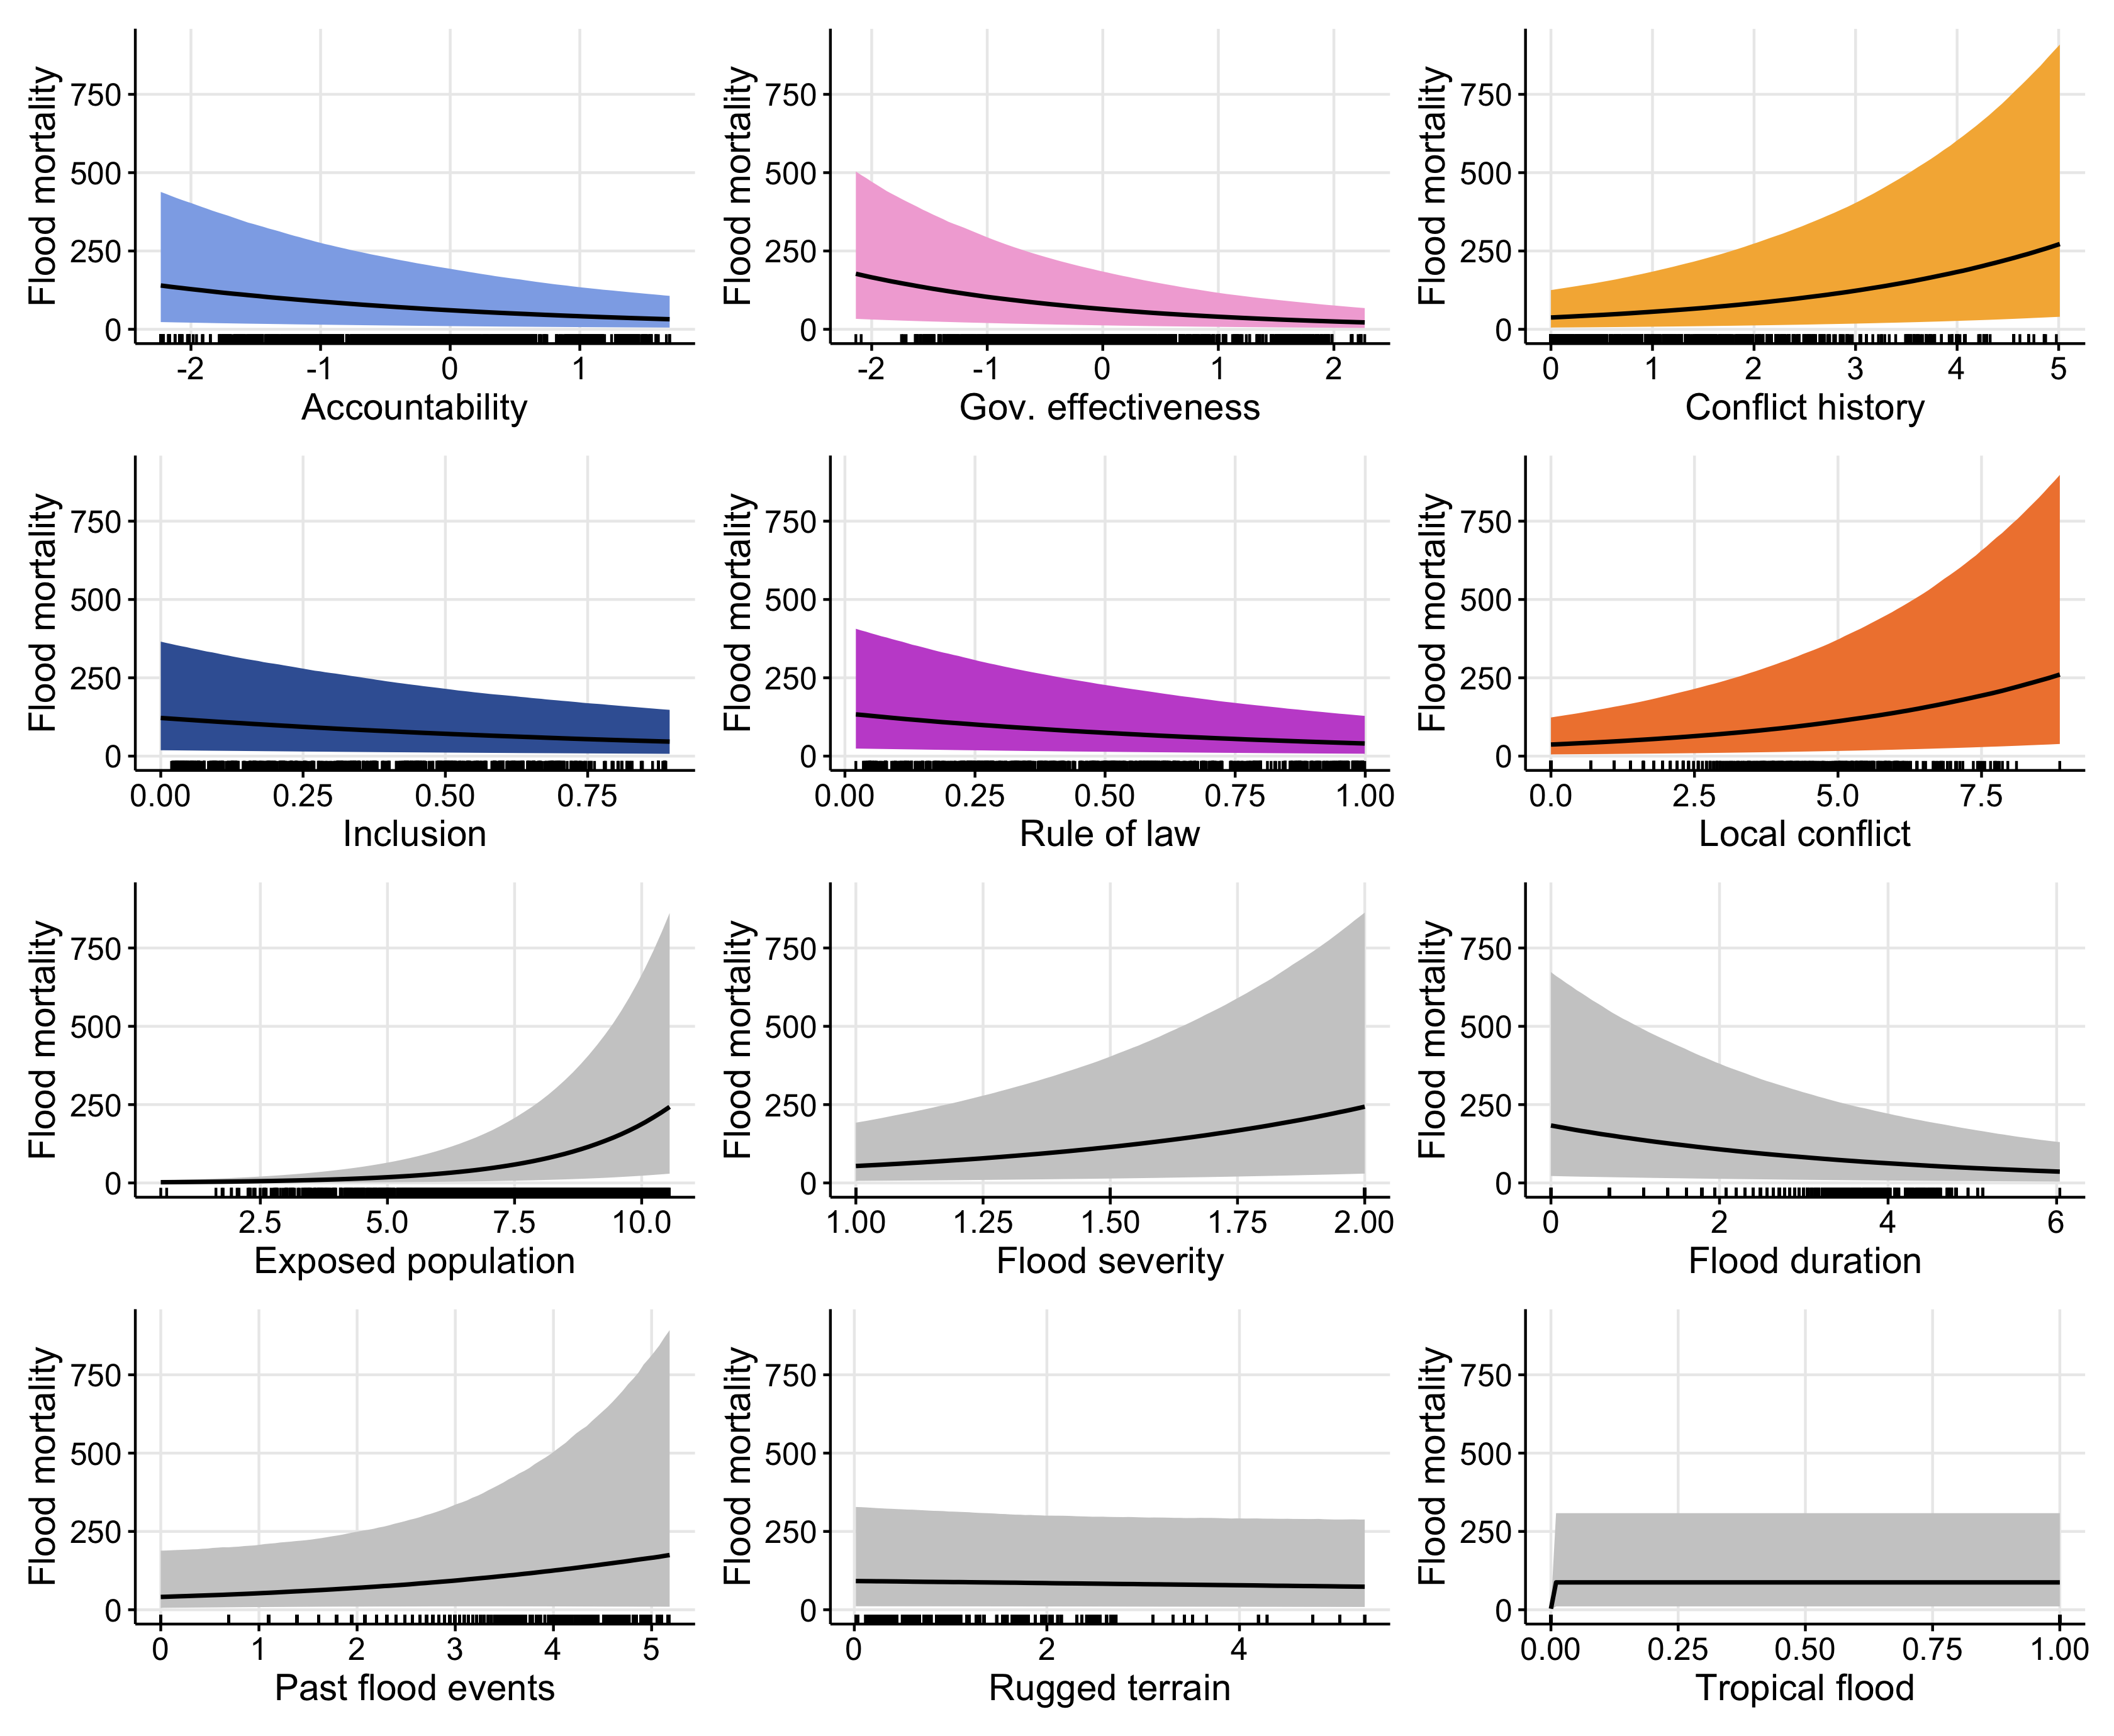 Flood mortality
750
500
250
0
-2 -1 0 1
Accountability
Flood mortality
750
500
250
0
-2 -1 0 1 2
Gov. effectiveness
Flood mortality
750
500
250
0
0 1 2 3 4 5
Conflict history
Flood mortality
750
500
250
0
0.00 0.25 0.50 0.75
Inclusion
Flood mortality
750
500
250
0
0.00 0.25 0.50 0.75 1.00
Rule of law
Flood mortality
750
500
250
0
0.0 2.5 5.0 7.5
Local conflict
Flood mortality
750
500
250
0
2.5 5.0 7.5 10.0
Exposed population
Flood mortality
750
500
250
0
1.00 1.25 1.50 1.75 2.00
Flood severity
Flood mortality
750
500
250
0
0 2 4 6
Flood duration
Flood mortality
750
500
250
0
0 1 2 3 4 5
Past flood events
Flood mortality
750
500
250
0
0 2 4
Rugged terrain
Flood mortality
750
500
250
0
0.00 0.25 0.50 0.75 1.00
Tropical flood